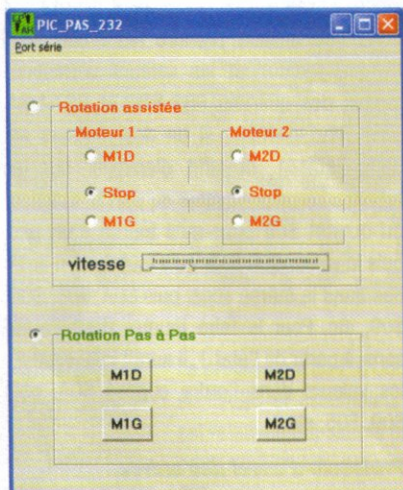 PIC_PAS_232
Port série
Rotation assistée
Moteur 1 Moteur 2
M1D M2D
Stop Stop
M1G M2G
vitesse
Rotation Pas à Pas
M1D M2D
M1G M2G